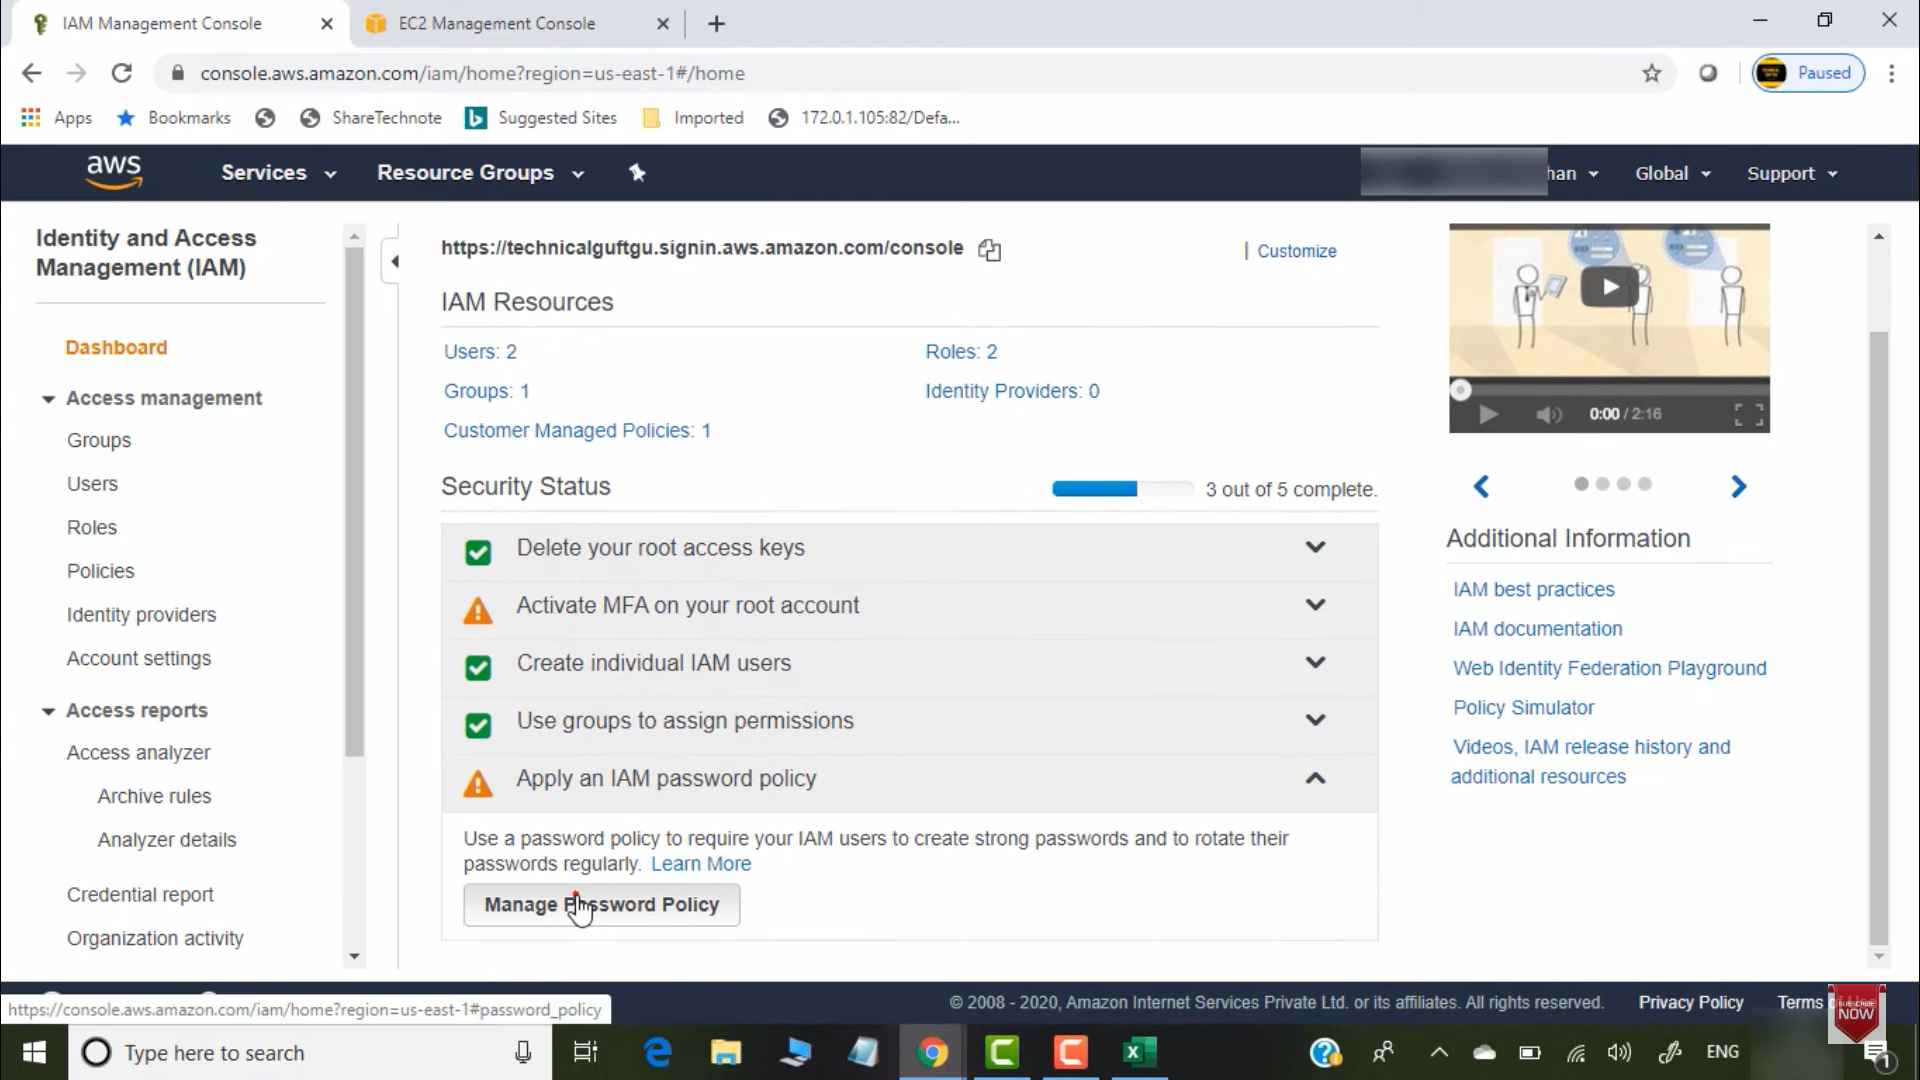 IAM Management Console
EC2 Management Console
console.aws.amazon.com/iam/home?region=us-east-1#/home
Paused
Apps
Bookmarks
ShareTechnote
Suggested Sites
Imported
172.0.1.105:82/Defa...
aws
Services
Resource Groups
han
Global
Support
Identity and Access
Management (IAM)
Dashboard
Access management
Groups
Users
Roles
Policies
Identity providers
Account settings
Access reports
Access analyzer
Archive rules
Analyzer details
Credential report
Organization activity
https://technicalguftgu.signin.aws.amazon.com/console
| Customize
IAM Resources
Users: 2
Roles: 2
Groups: 1
Identity Providers: 0
Customer Managed Policies: 1
Security Status
3 out of 5 complete.
Delete your root access keys
Activate MFA on your root account
Create individual IAM users
Use groups to assign permissions
Apply an IAM password policy
Use a password policy to require your IAM users to create strong passwords and to rotate their
passwords regularly. Learn More
Manage Password Policy
0:00 / 2:16
Additional Information
IAM best practices
IAM documentation
Web Identity Federation Playground
Policy Simulator
Videos, IAM release history and
additional resources
https://console.aws.amazon.com/iam/home?region=us-east-1#password_policy
© 2008 - 2020, Amazon Internet Services Private Ltd. or its affiliates. All rights reserved.
Privacy Policy
Terms
SUBSCRIBE
NOW
Type here to search
ENG
1